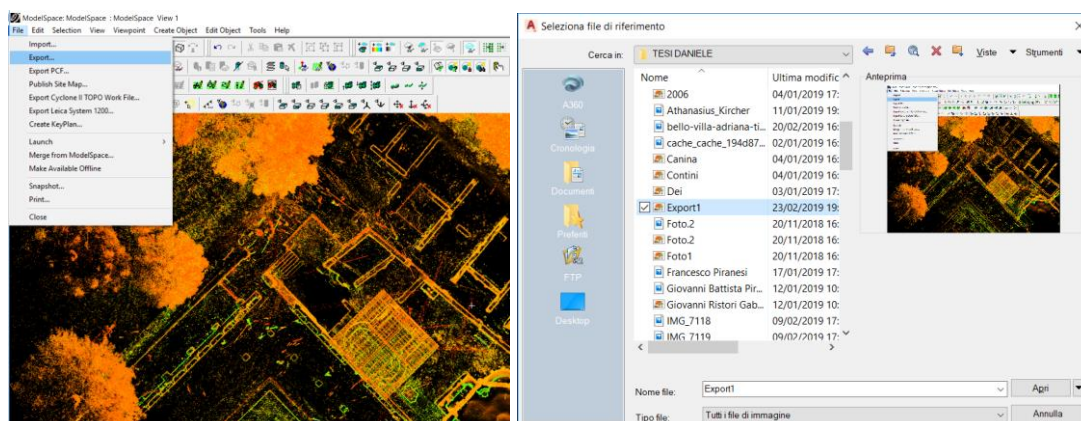 ModelSpace: ModelSpace : ModelSpace View 1
File Edit Selection View Viewpoint Create Object Edit Object Tools Help
Import...
Export...
Export PCF...
Publish Site Map...
Export Cyclone II TOPO Work File...
Export Leica System 1200...
Create KeyPlan...
Launch
Merge from ModelSpace...
Make Available Offline
Snapshot...
Print...
Close
Seleziona file di riferimento
Cerca in: TESI DANIELE Viste Strumenti
A360
Cronologia
Documenti
Preferiti
FTP
Desktop
Nome Ultima modific
2006 04/01/2019 17:
Athanasius_Kircher 11/01/2019 19:
bello-villa-adriana-ti... 20/02/2019 16:
cache_cache_194d87... 02/01/2019 16:
Canina 04/01/2019 16:
Contini 04/01/2019 16:
Dei 03/01/2019 17:
Export1 23/02/2019 19:
Foto.2 20/11/2018 16:
Foto.2 20/11/2018 16:
Foto1 20/11/2018 16:
Francesco Piranesi 17/01/2019 17:
Giovanni Battista Pir... 12/01/2019 10:
Giovanni Ristori Gab... 12/01/2019 10:
IMG_7118 09/02/2019 17:
IMG_7119 09/02/2019 17:
Anteprima
Nome file: Export1 Apri
Tipo file: Tutti i file di immagine Annulla